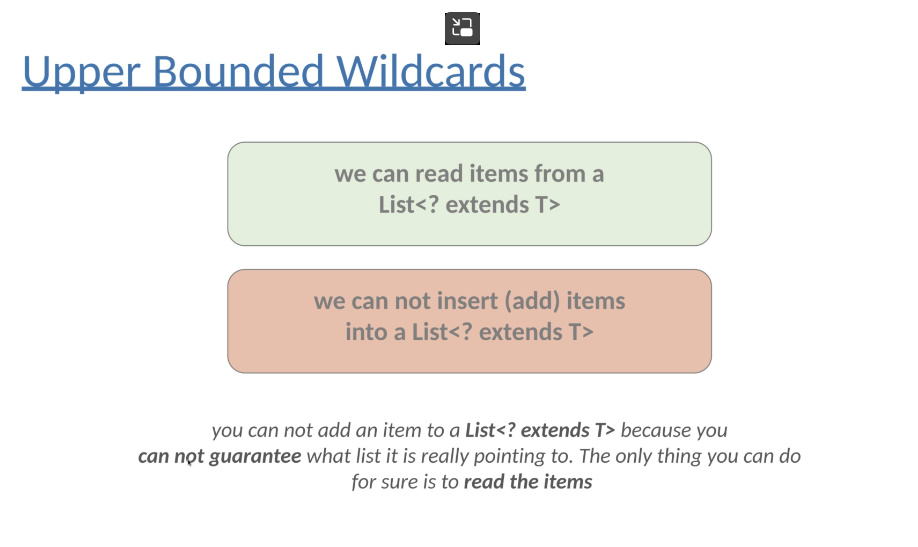 Upper Bounded Wildcards
we can read items from a
List<? extends T>
we can not insert (add) items
into a List<? extends T>
you can not add an item to a List<? extends T> because you
can not guarantee what list it is really pointing to. The only thing you can do
for sure is to read the items